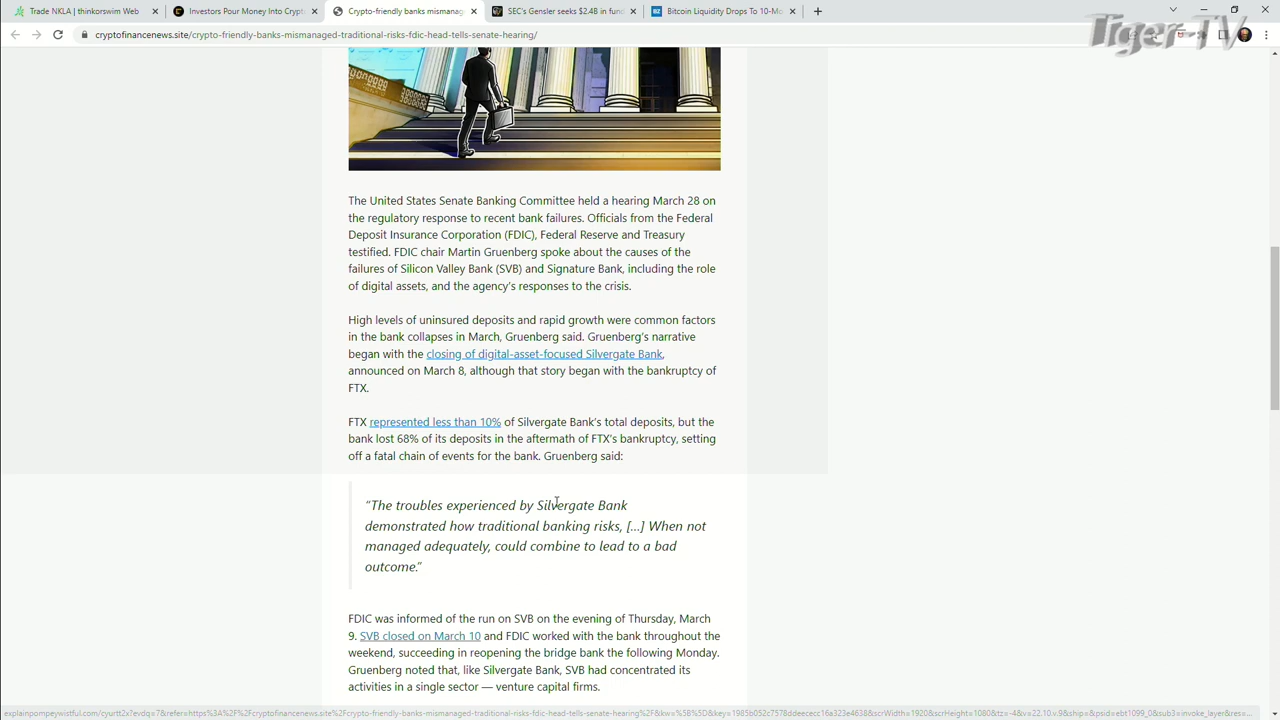 Trade NKLA | thinkorswim Web
Investors Pour Money Into Crypt
Crypto-friendly banks mismanag
SEC's Gensler seeks $2.4B in fund
Bitcoin Liquidity Drops To 10-Mo
cryptofinancenews.site/crypto-friendly-banks-mismanaged-traditional-risks-fdic-head-tells-senate-hearing/
Tiger-TV
The United States Senate Banking Committee held a hearing March 28 on
the regulatory response to recent bank failures. Officials from the Federal
Deposit Insurance Corporation (FDIC), Federal Reserve and Treasury
testified. FDIC chair Martin Gruenberg spoke about the causes of the
failures of Silicon Valley Bank (SVB) and Signature Bank, including the role
of digital assets, and the agency's responses to the crisis.
High levels of uninsured deposits and rapid growth were common factors
in the bank collapses in March, Gruenberg said. Gruenberg's narrative
began with the closing of digital-asset-focused Silvergate Bank,
announced on March 8, although that story began with the bankruptcy of
FTX.
FTX represented less than 10% of Silvergate Bank's total deposits, but the
bank lost 68% of its deposits in the aftermath of FTX's bankruptcy, setting
off a fatal chain of events for the bank. Gruenberg said:
"The troubles experienced by Silvergate Bank
demonstrated how traditional banking risks, [...] When not
managed adequately, could combine to lead to a bad
outcome."
FDIC was informed of the run on SVB on the evening of Thursday, March
9. SVB closed on March 10 and FDIC worked with the bank throughout the
weekend, succeeding in reopening the bridge bank the following Monday.
Gruenberg noted that, like Silvergate Bank, SVB had concentrated its
activities in a single sector — venture capital firms.